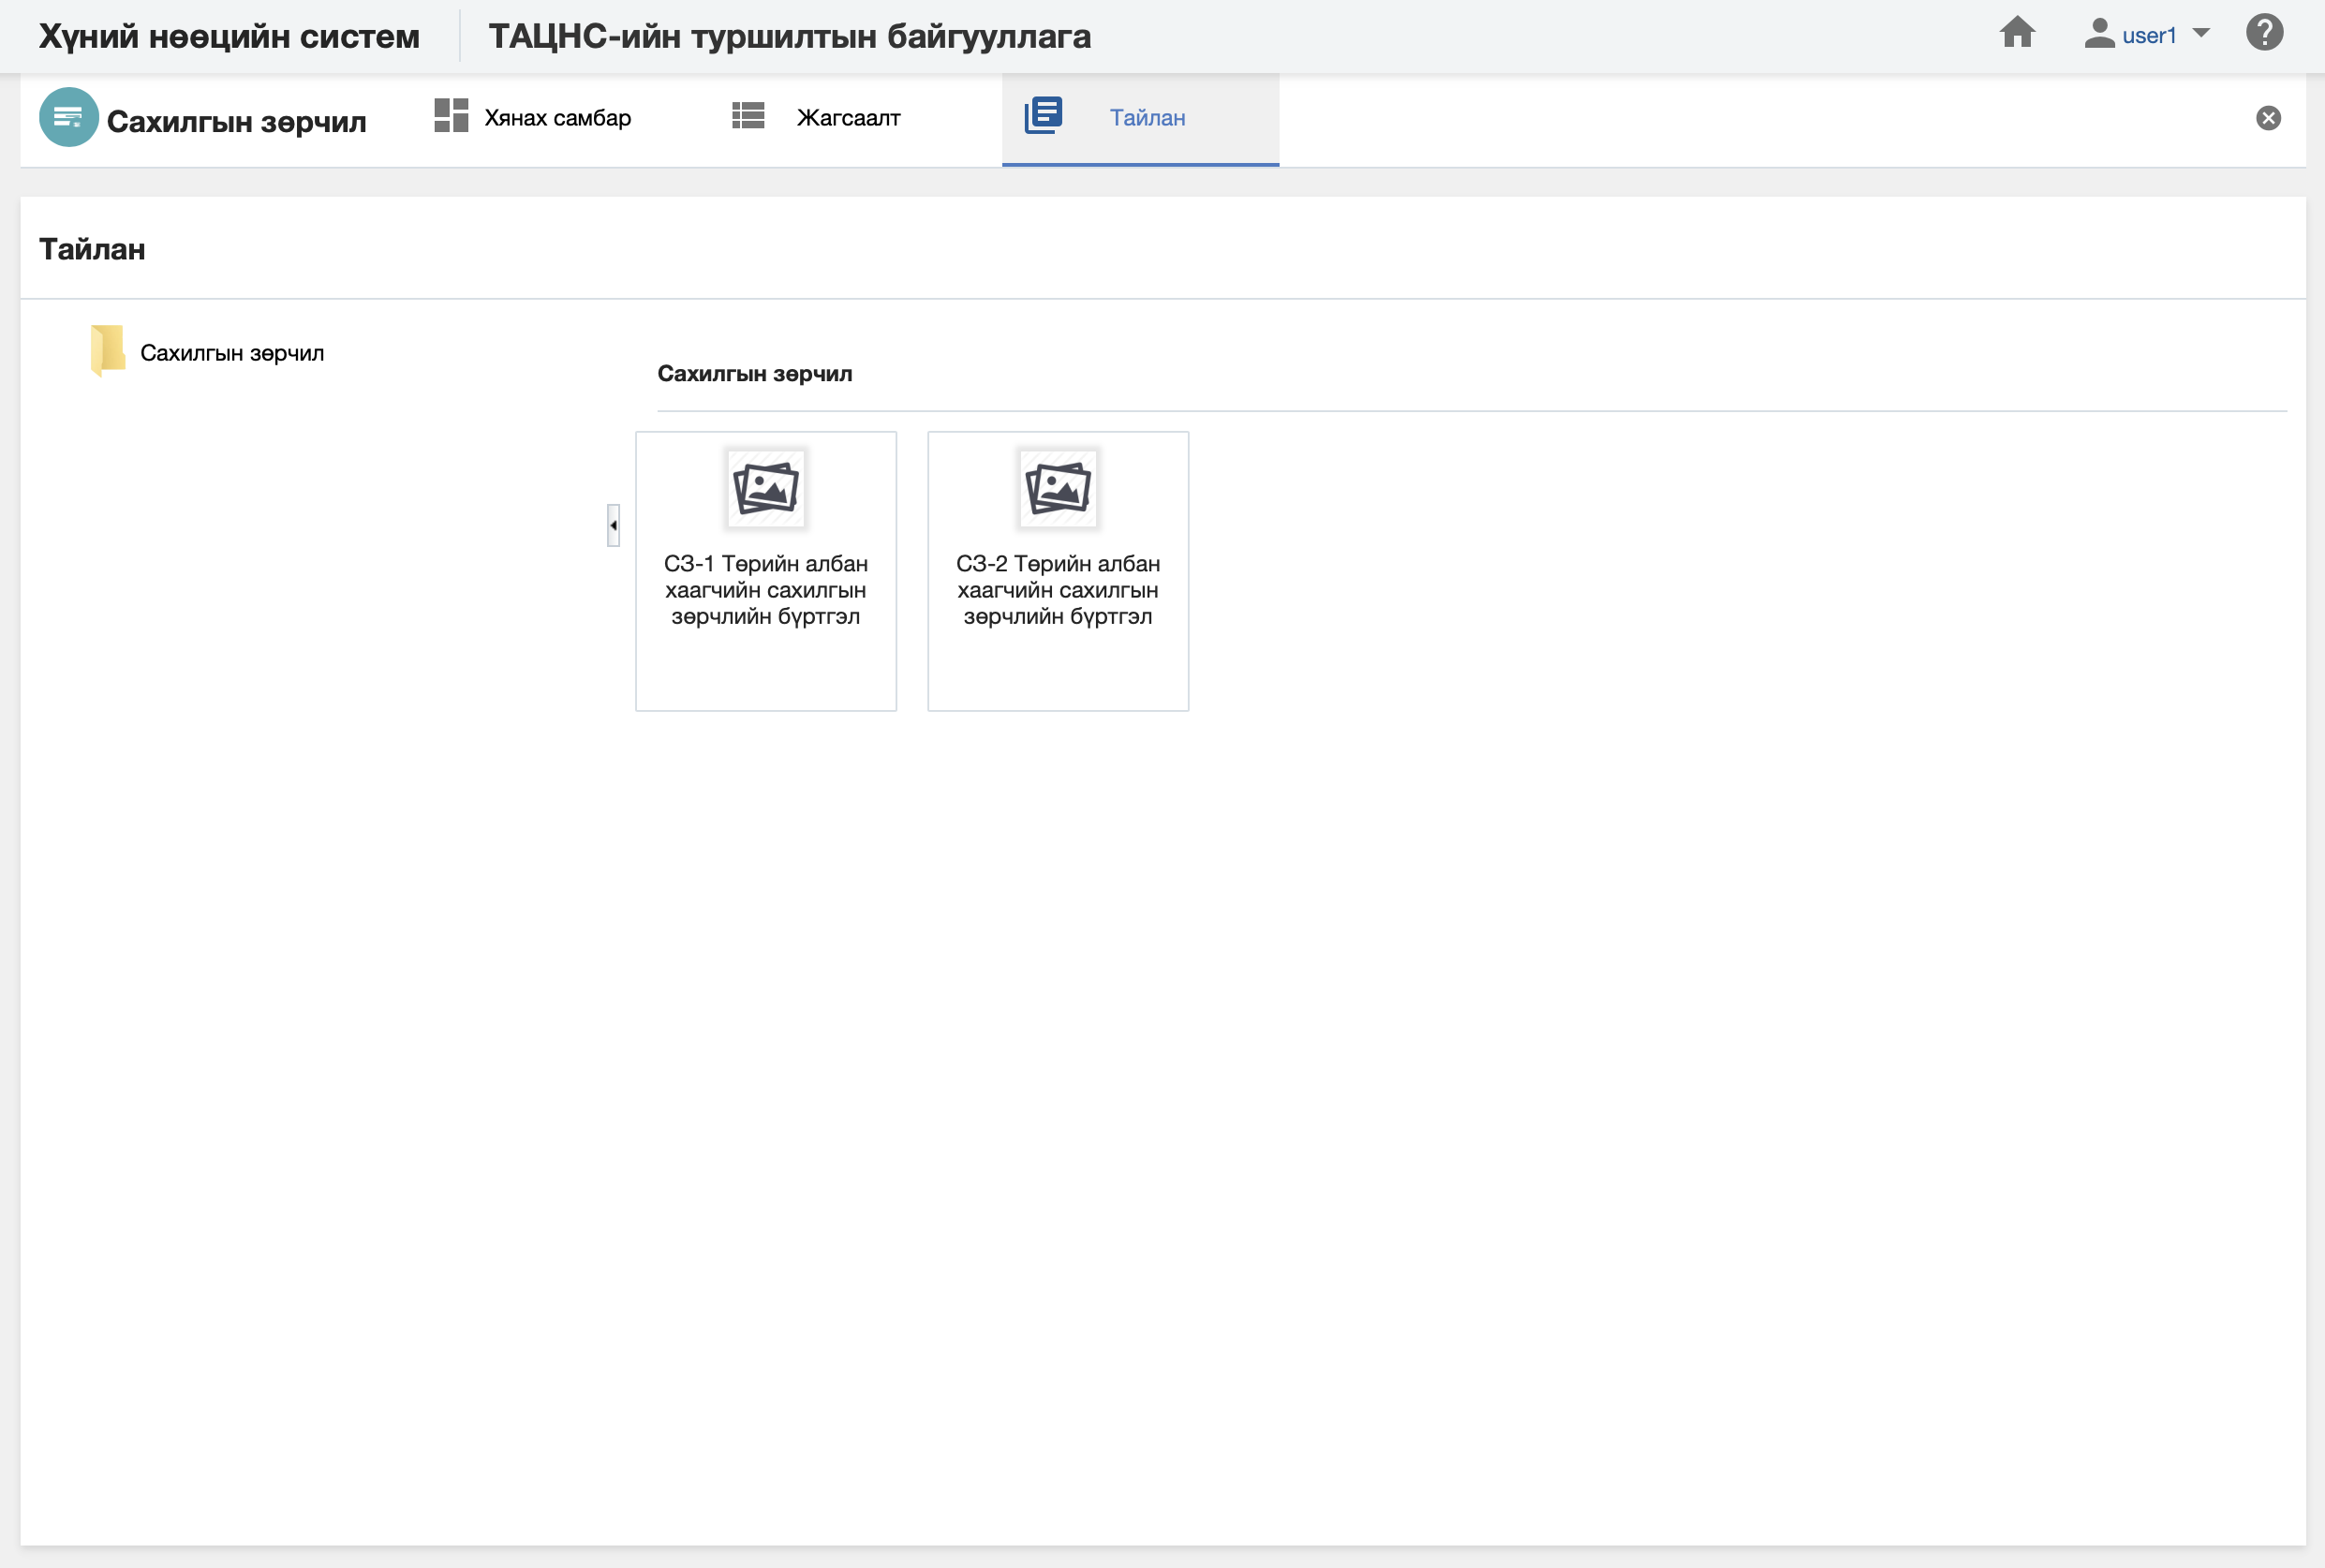 Хүний нөөцийн систем
ТАЦНС-ийн туршилтын байгууллага
user1
Сахилгын зөрчил
Хянах самбар
Жагсаалт
Тайлан
Тайлан
Сахилгын зөрчил
Сахилгын зөрчил
СЗ-1 Төрийн албан
хаагчийн сахилгын
зөрчлийн бүртгэл
СЗ-2 Төрийн албан
хаагчийн сахилгын
зөрчлийн бүртгэл